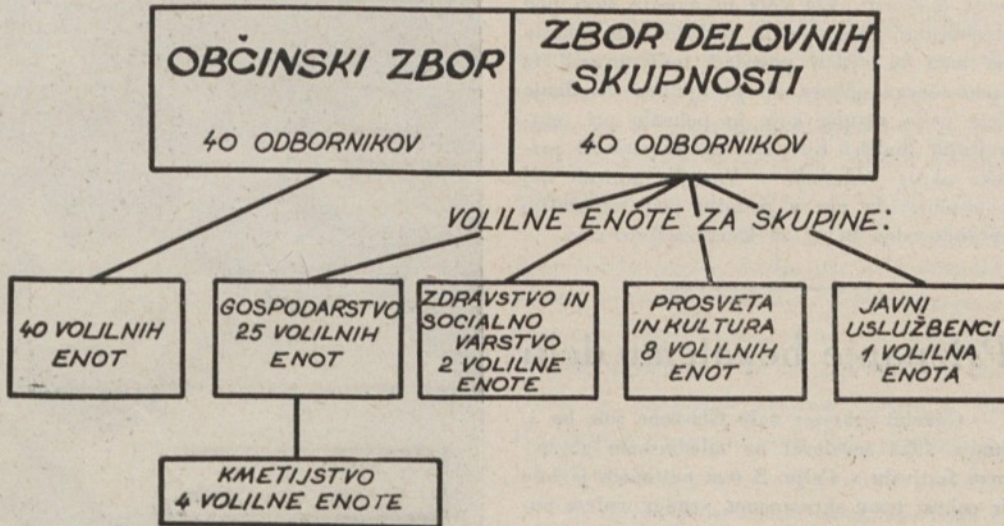 OBČINSKI ZBOR
40 ODBORNIKOV
ZBOR DELOVNIH
SKUPNOSTI
40 ODBORNIKOV
VOLILNE ENOTE ZA SKUPINE:
40 VOLILNIH
ENOT
GOSPODARSTVO
25 VOLILNIH
ENOT
ZDRAVSTVO IN
SOCIALNO
VARSTVO
2 VOLILNE
ENOTE
PROSVETA
IN KULTURA
8 VOLILNIH
ENOT
JAVNI
USLUŽBENCI
1 VOLILNA
ENOTA
KMETIJSTVO
4 VOLILNE ENOTE